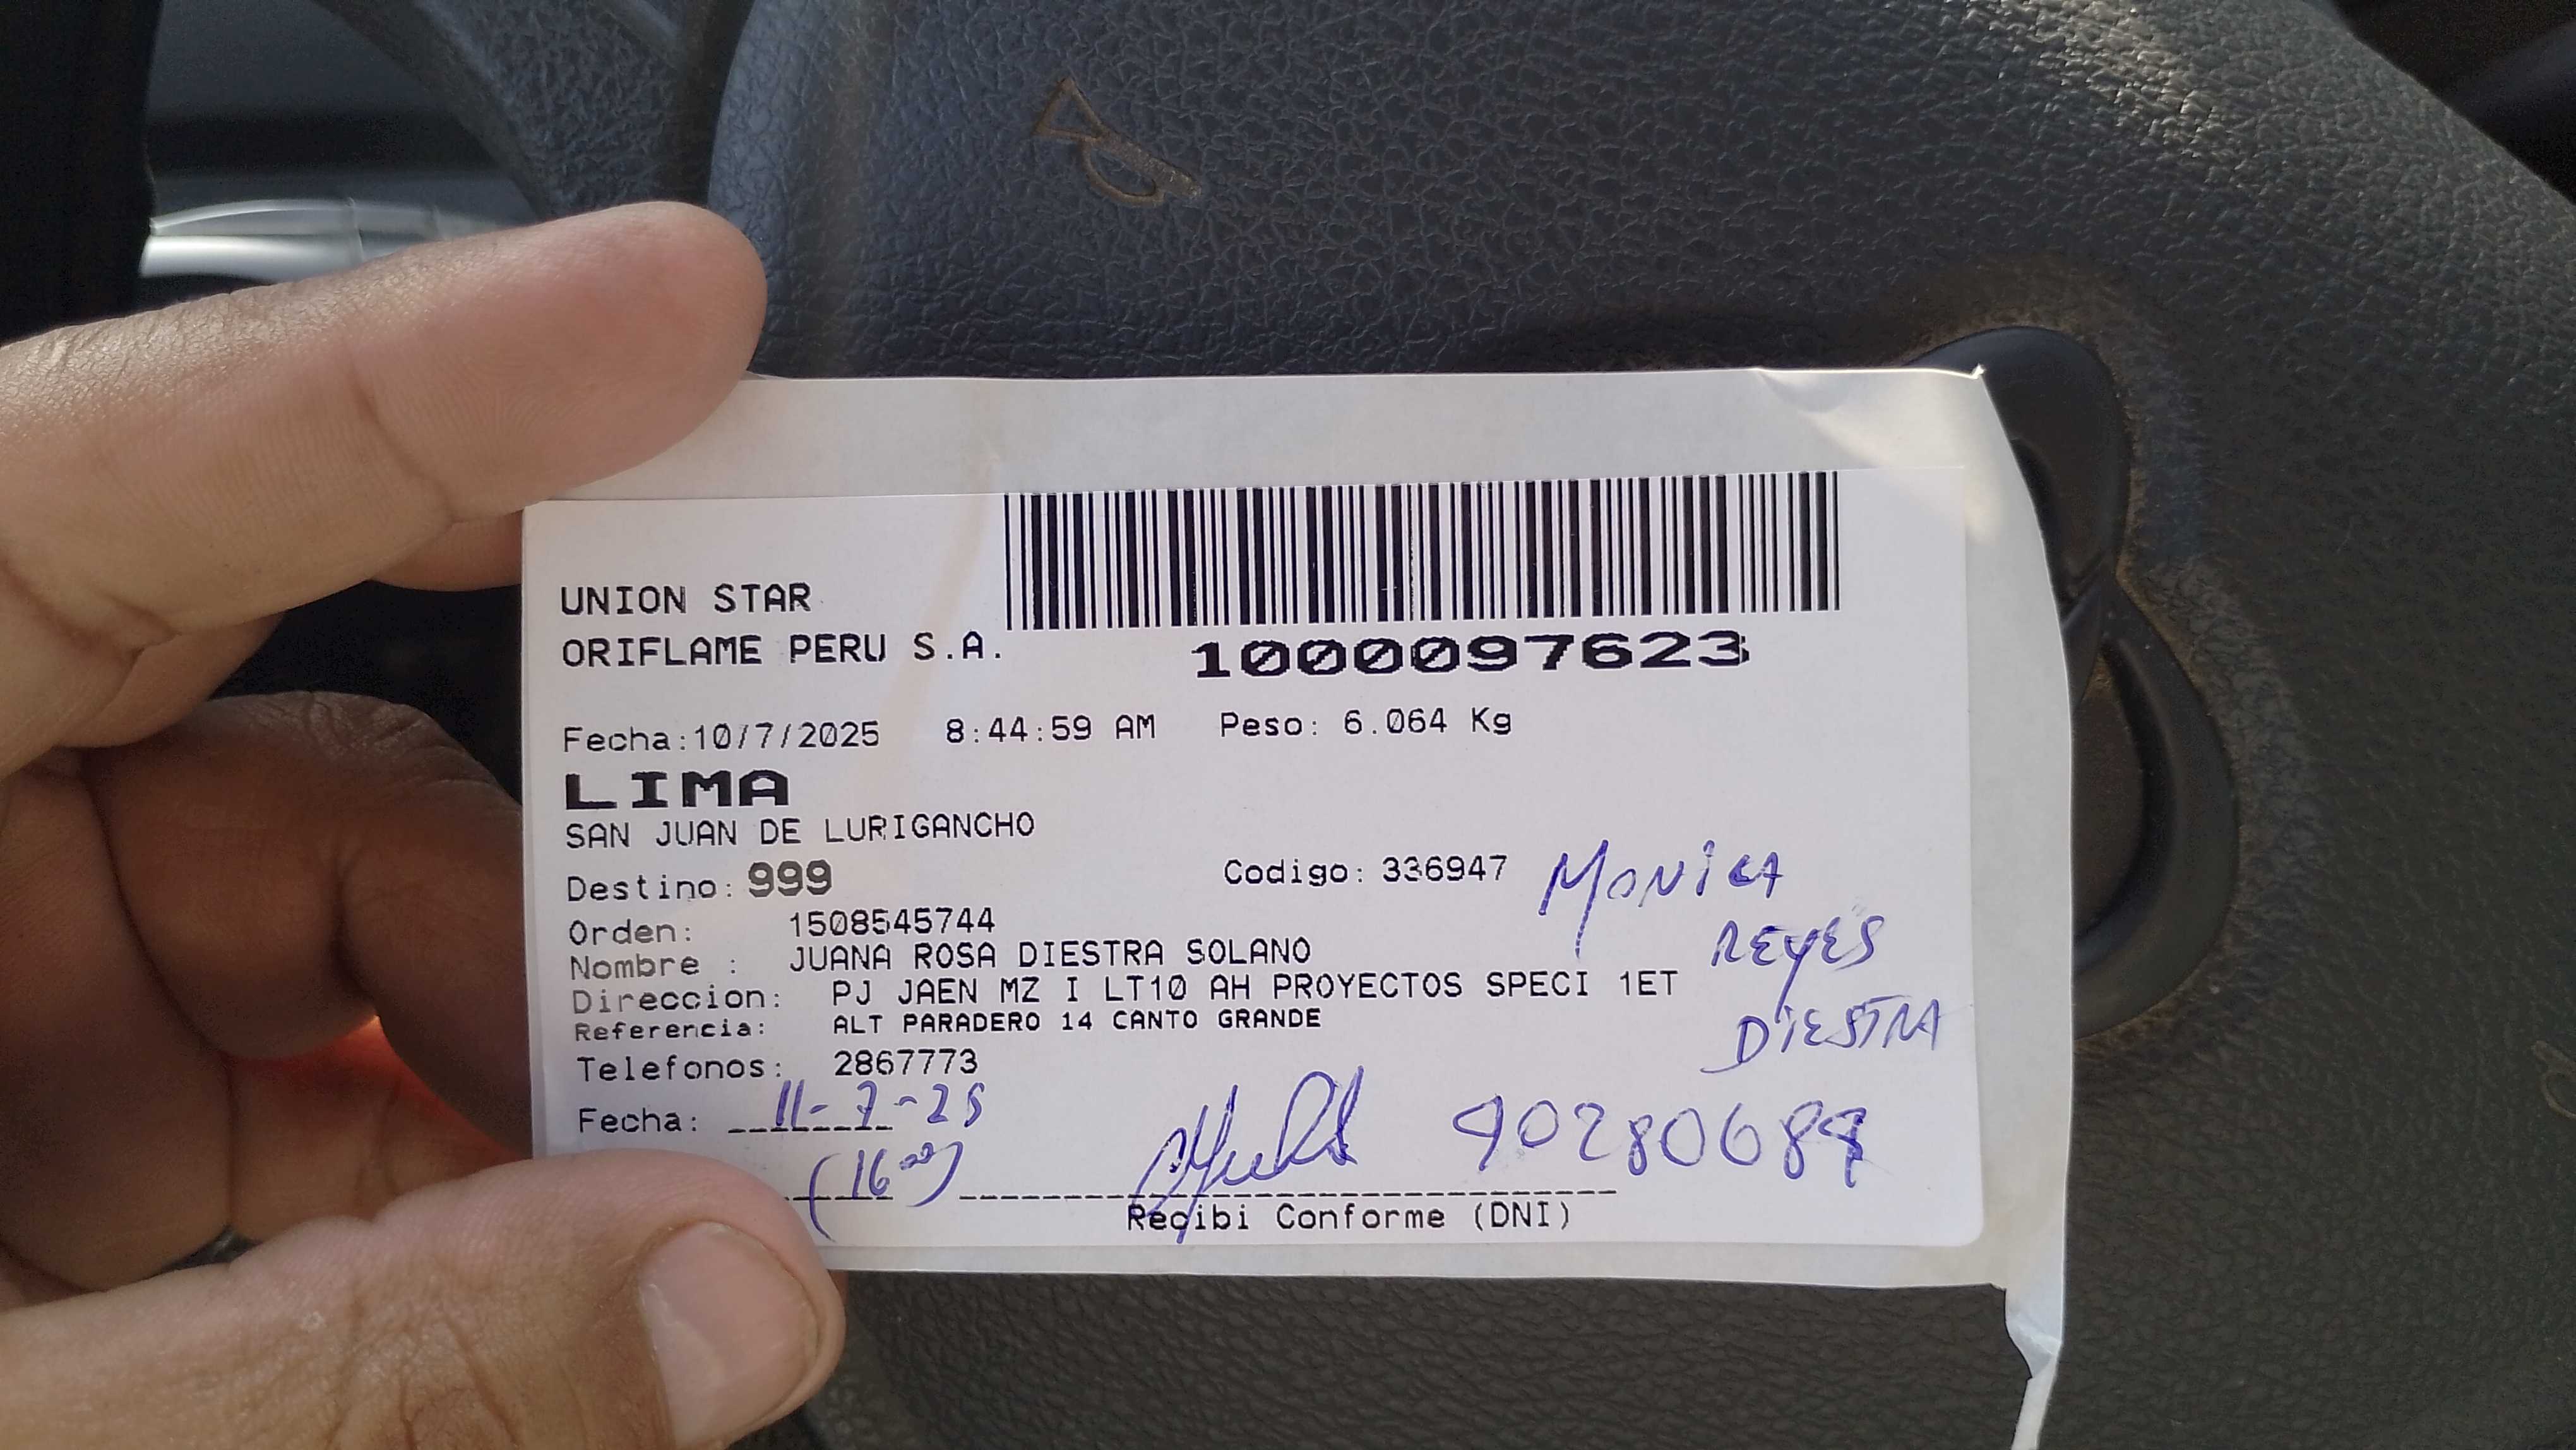 UNION STAR
ORIFLAME PERU S.A.
1000097623
Fecha:10/7/2025 8:44:59 AM Peso: 6.064 Kg
LIMA
SAN JUAN DE LURIGANCHO
Destino: 999 Codigo: 336947
MONICA
REYES
DIESTRA
Orden: 1508545744
Nombre : JUANA ROSA DIESTRA SOLANO
Direccion: PJ JAEN MZ I LT10 AH PROYECTOS SPECI 1ET
Referencia: ALT PARADERO 14 CANTO GRANDE
Telefonos: 2867773
Fecha: 11-7-25
(16 00)
Recibi Conforme (DNI)